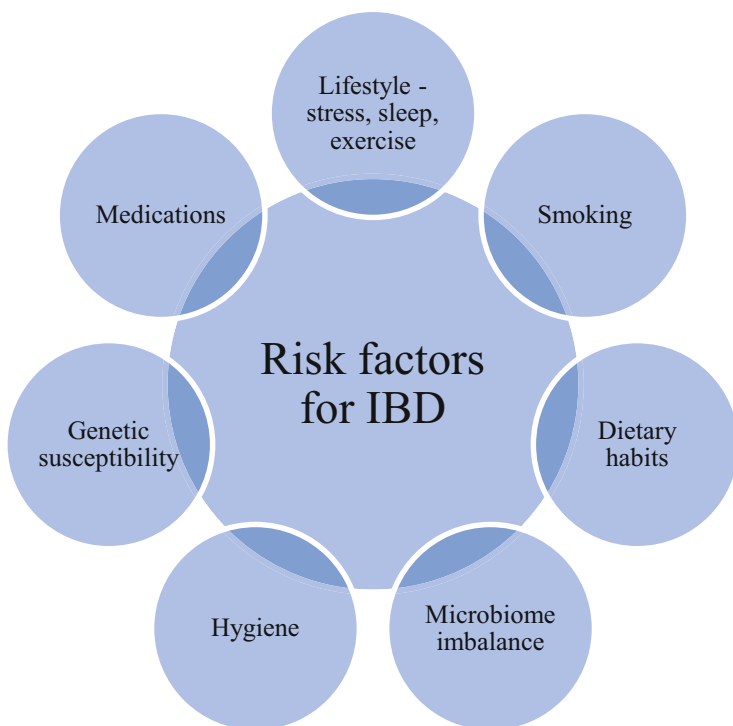 Lifestyle -
stress, sleep,
exercise
Smoking
Dietary
habits
Microbiome
imbalance
Hygiene
Genetic
susceptibility
Medications
Risk factors
for IBD